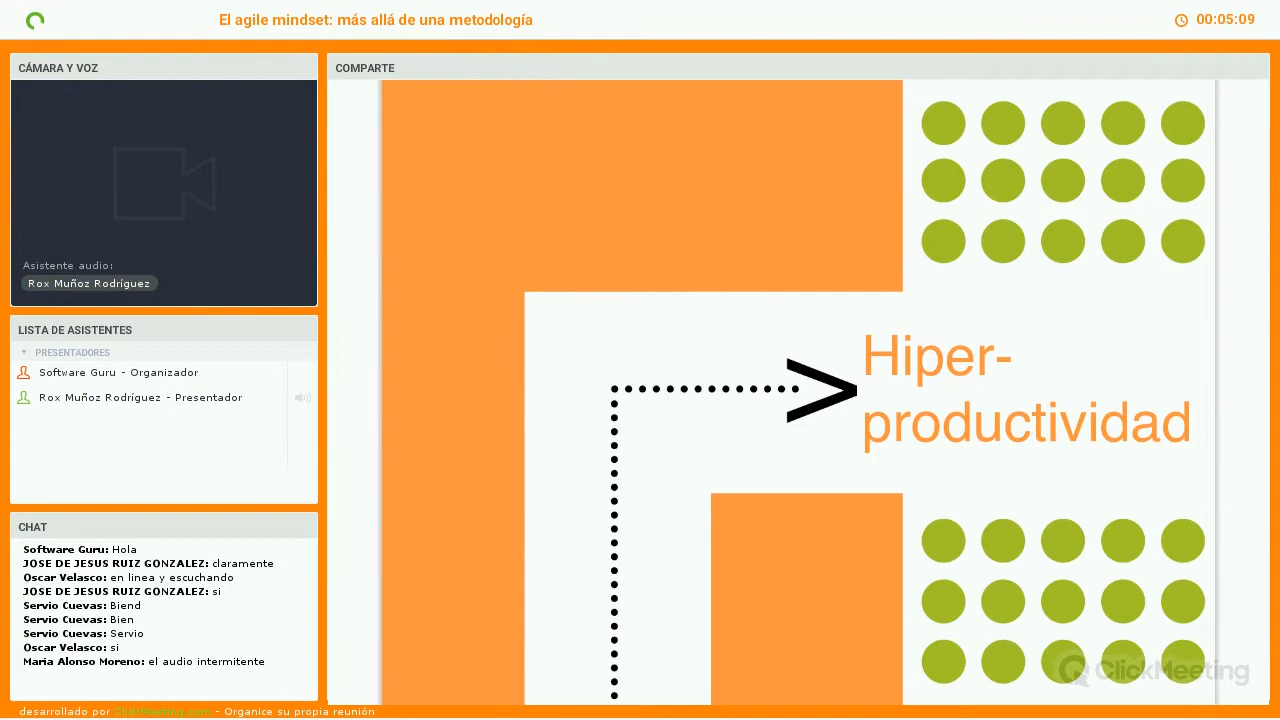 El agile mindset: más allá de una metodología
00:05:09
CÁMARA Y VOZ
Asistente audio:
Rox Muñoz Rodríguez
LISTA DE ASISTENTES
PRESENTADORES
Software Guru - Organizador
Rox Muñoz Rodríguez - Presentador
CHAT
Software Guru: Hola
JOSE DE JESUS RUIZ GONZALEZ: claramente
Oscar Velasco: en linea y escuchando
JOSE DE JESUS RUIZ GONZALEZ: si
Servio Cuevas: Biend
Servio Cuevas: Bien
Servio Cuevas: Servio
Oscar Velasco: si
Maria Alonso Moreno: el audio intermitente
COMPARTE
>
Hiper-
productividad
ClickMeeting
desarrollado por ClickMeeting.com - Organice su propia reunión